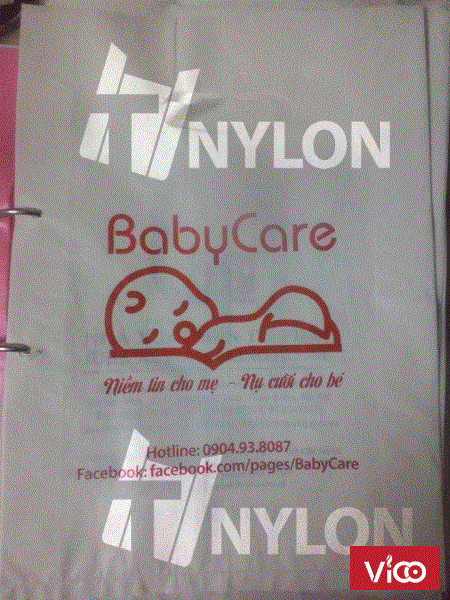 NYLON
BabyCare
Niềm tin cho mẹ - Nụ cười cho bé
Hotline: 0904.93.8087
Facebook: facebook.com/pages/BabyCare
NYLON
ViCO